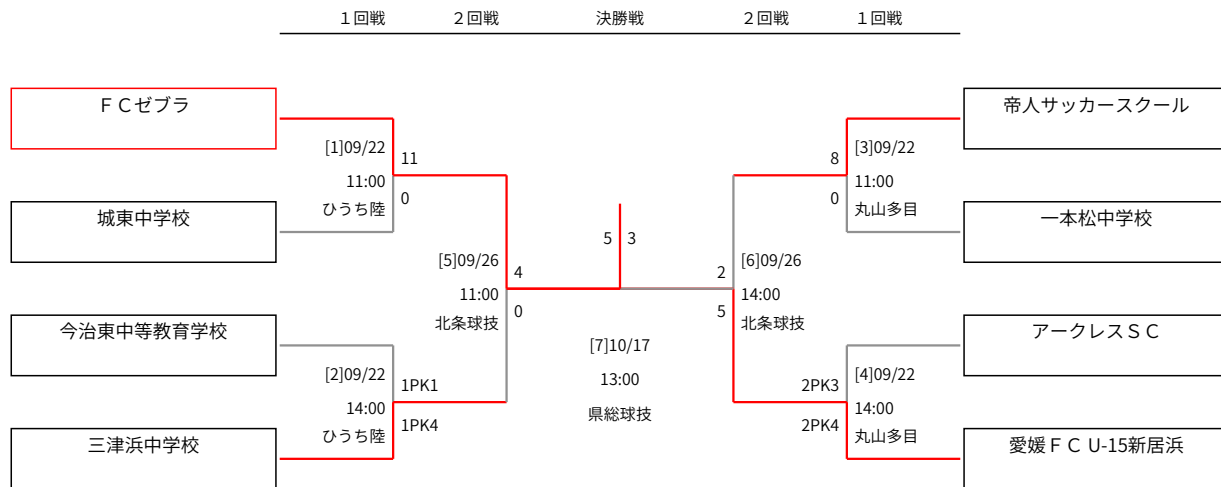 １回戦
２回戦
決勝戦
２回戦
１回戦
ＦＣゼブラ
[1]09/22
11:00
ひうち陸
11
0
城東中学校
今治東中等教育学校
[2]09/22
14:00
ひうち陸
1PK1
1PK4
三津浜中学校
[5]09/26
11:00
北条球技
4
0
5
3
[7]10/17
13:00
県総球技
2
5
[6]09/26
14:00
北条球技
帝人サッカースクール
8
0
[3]09/22
11:00
丸山多目
一本松中学校
アークレスＳＣ
2PK3
2PK4
[4]09/22
14:00
丸山多目
愛媛ＦＣ U-15新居浜